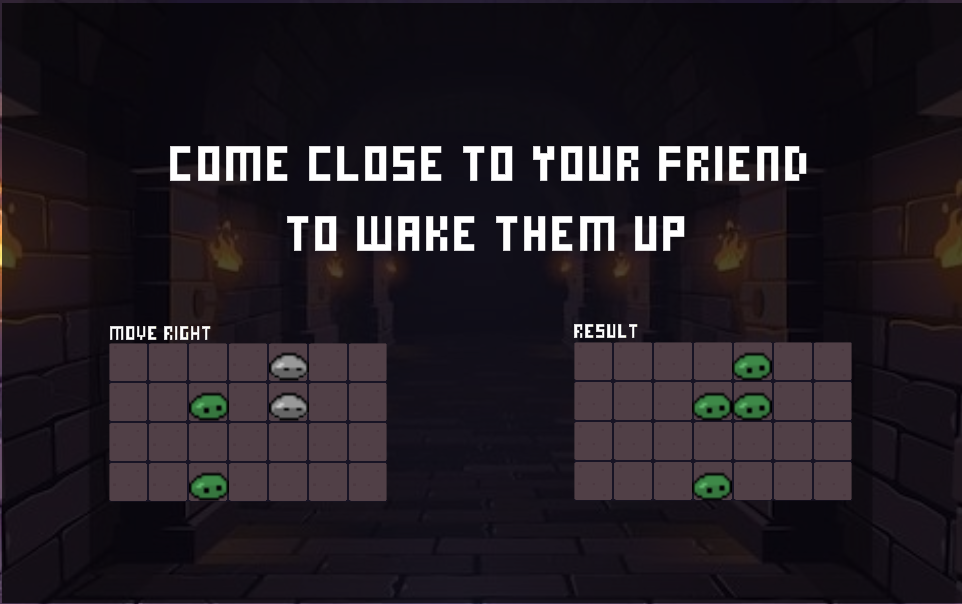 COME CLOSE TO YOUR FRIEND
TO WAKE THEM UP
MOVE RIGHT
RESULT